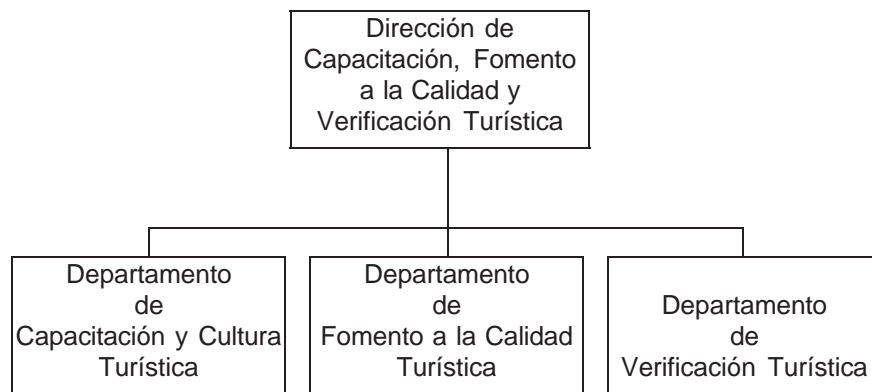 Dirección de
Capacitación, Fomento
a la Calidad y
Verificación Turística
Departamento
de
Capacitación y Cultura
Turística
Departamento
de
Fomento a la Calidad
Turística
Departamento
de
Verificación Turística